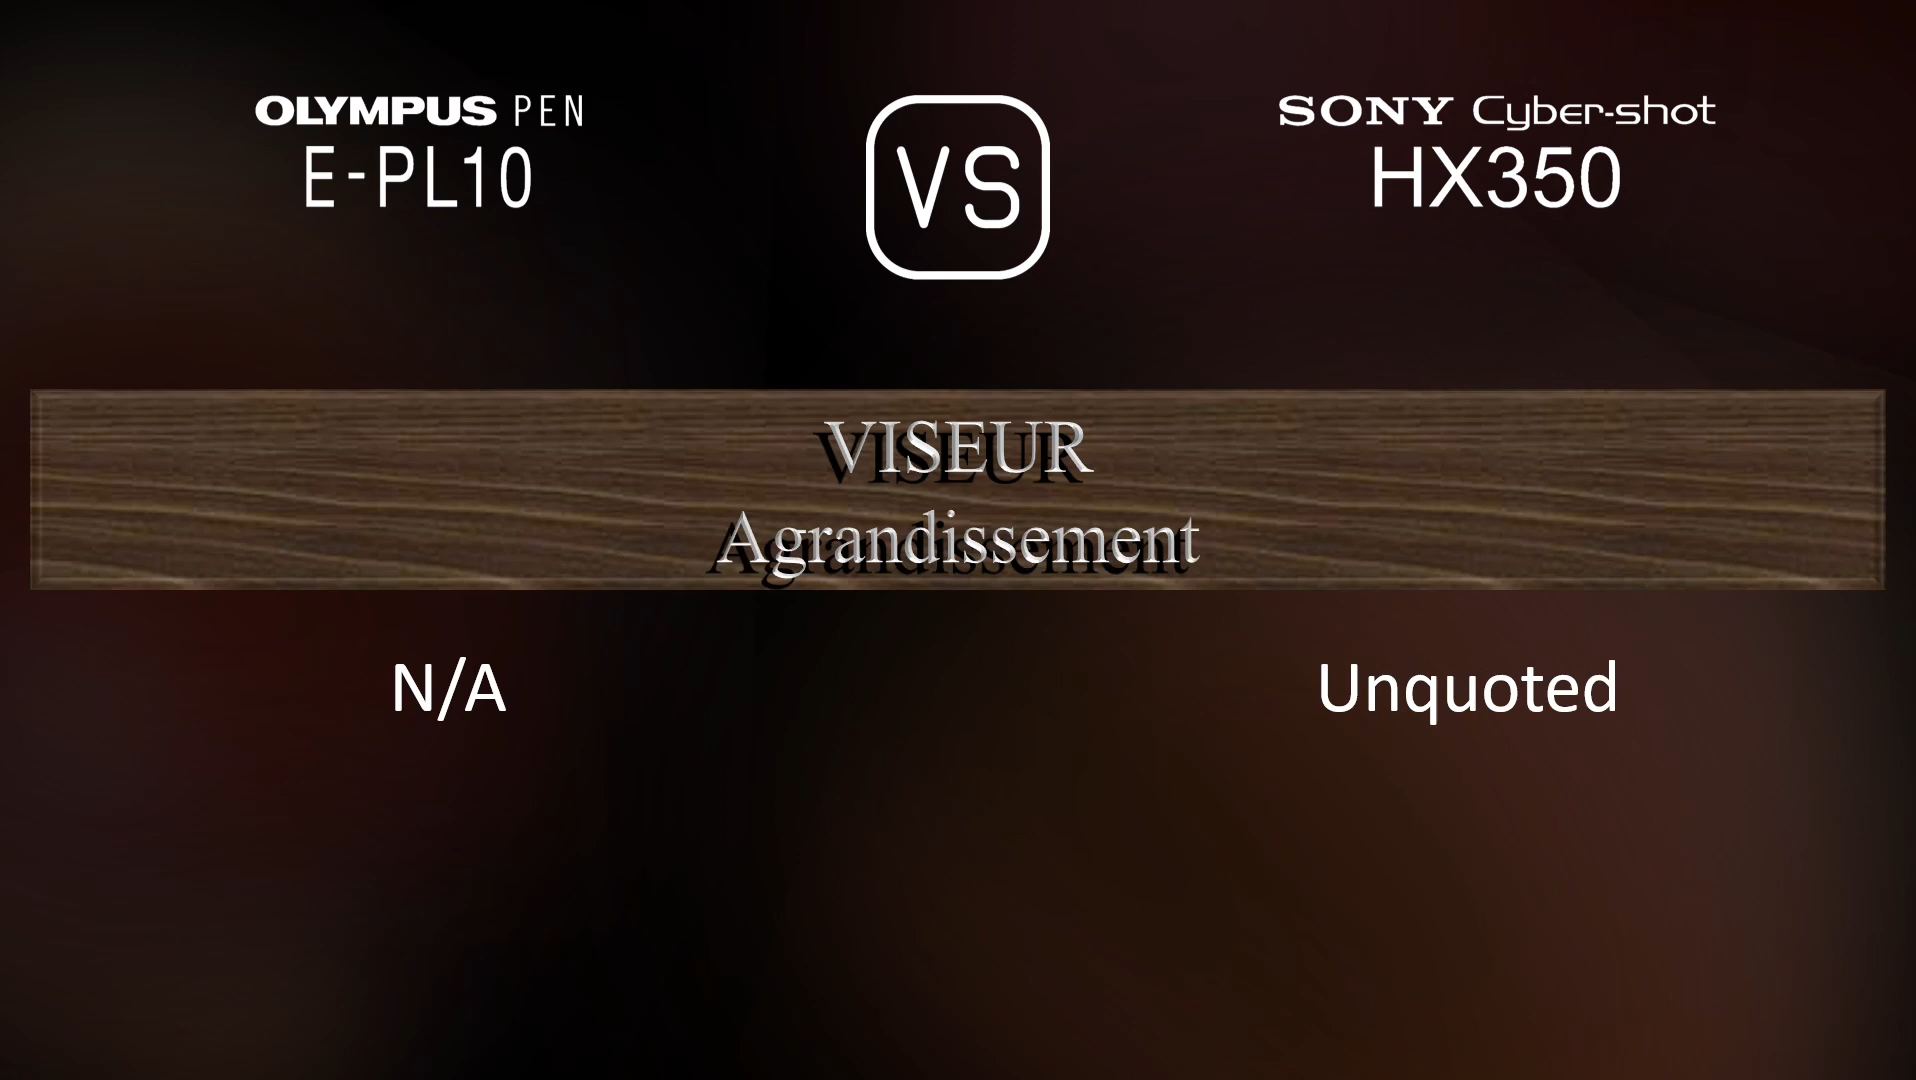 OLYMPUS PEN
E-PL10
VS
SONY Cyber-shot
HX350
VISEUR
Agrandissement
N/A
Unquoted